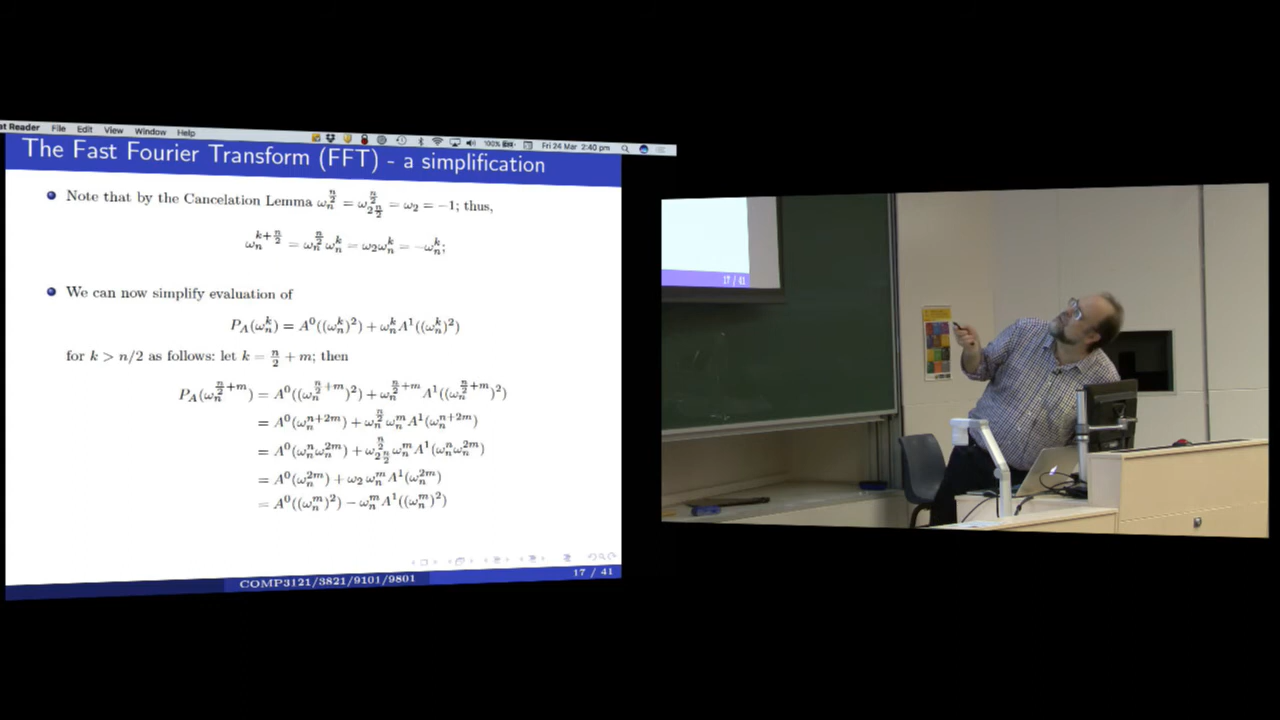 at Reader File Edit View Window Help 100% Fri 24 Mar 2:40 pm
The Fast Fourier Transform (FFT) - a simplification
Note that by the Cancelation Lemma ω_n^{n/2} = ω_{2 n/2}^{n/2} = ω_2 = −1; thus,
ω_n^{k+n/2} = ω_n^{n/2} ω_n^k = ω_2 ω_n^k = −ω_n^k;
We can now simplify evaluation of
P_A(ω_n^k) = A^0((ω_n^k)^2) + ω_n^k A^1((ω_n^k)^2)
for k > n/2 as follows: let k = n/2 + m; then
P_A(ω_n^{n/2+m}) = A^0((ω_n^{n/2+m})^2) + ω_n^{n/2+m} A^1((ω_n^{n/2+m})^2)
= A^0(ω_n^{n+2m}) + ω_n^{n/2} ω_n^m A^1(ω_n^{n+2m})
= A^0(ω_n^n ω_n^{2m}) + ω_{2 n/2}^{n/2} ω_n^m A^1(ω_n^n ω_n^{2m})
= A^0(ω_n^{2m}) + ω_2 ω_n^m A^1(ω_n^{2m})
= A^0((ω_n^m)^2) − ω_n^m A^1((ω_n^m)^2)
COMP3121/3821/9101/9801 17 / 41
17 / 41